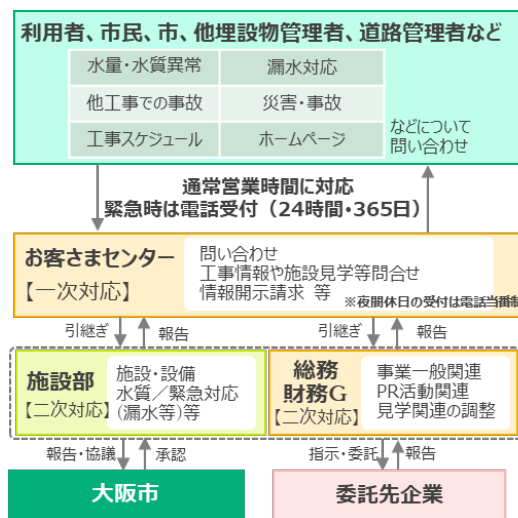 利用者、市民、市、他埋設物管理者、道路管理者など
水量・水質異常
漏水対応
他工事での事故
災害・事故
工事スケジュール
ホームページ
などについて
問い合わせ
通常営業時間に対応
緊急時は電話受付（24時間・365日）
お客さまセンター
【一次対応】
問い合わせ
工事情報や施設見学等問合せ
情報開示請求 等
※夜間休日の受付は電話当番制
引継ぎ
報告
引継ぎ
報告
施設部
【二次対応】
施設・設備
水質／緊急対応
(漏水等)等
総務
財務G
【二次対応】
事業一般関連
PR活動関連
見学関連の調整
報告・協議
承認
指示・委託
報告
大阪市
委託先企業